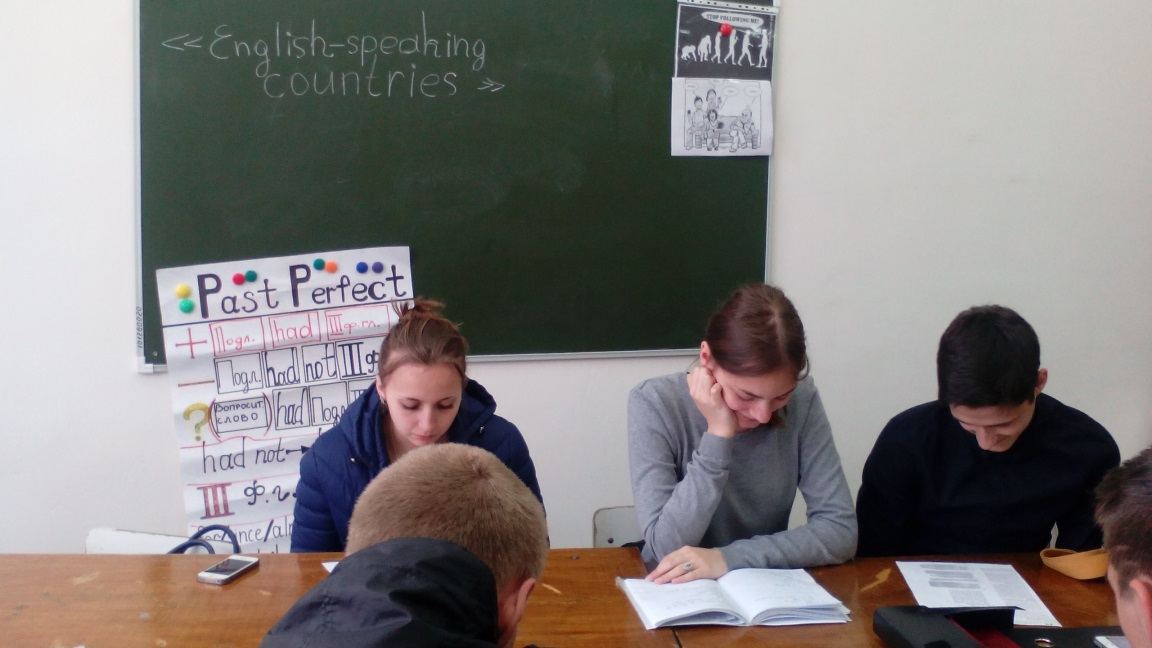 << English-speaking
countries >>
STOP FOLLOWING ME!
Past Perfect
+ Подл. had III ф. гл.
− Подл had not III ф
? (ВОПРОСИТ. СЛОВО) had Подл
had not →
III ф.г.